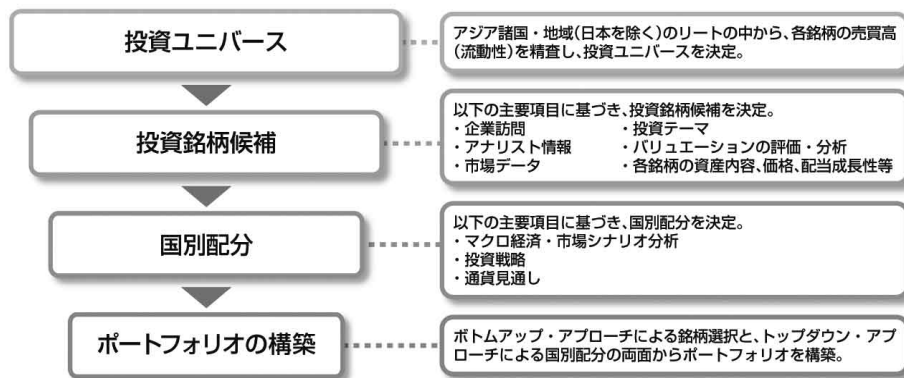 投資ユニバース
アジア諸国・地域(日本を除く)のリートの中から、各銘柄の売買高
(流動性)を精査し、投資ユニバースを決定。
投資銘柄候補
以下の主要項目に基づき、投資銘柄候補を決定。
・企業訪問 ・投資テーマ
・アナリスト情報 ・バリュエーションの評価・分析
・市場データ ・各銘柄の資産内容、価格、配当成長性等
国別配分
以下の主要項目に基づき、国別配分を決定。
・マクロ経済・市場シナリオ分析
・投資戦略
・通貨見通し
ポートフォリオの構築
ボトムアップ・アプローチによる銘柄選択と、トップダウン・アプ
ローチによる国別配分の両面からポートフォリオを構築。